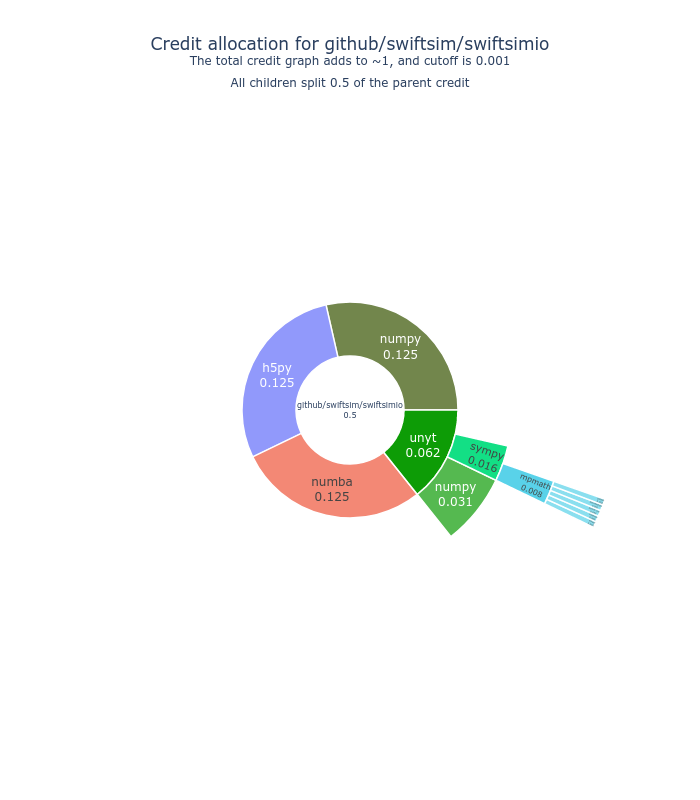 Credit allocation for github/swiftsim/swiftsimio
The total credit graph adds to ~1, and cutoff is 0.001
All children split 0.5 of the parent credit
numpy
0.125
h5py
0.125
github/swiftsim/swiftsimio
0.5
unyt
0.062
sympy
0.016
mpmath
0.008
numpy
0.031
numba
0.125